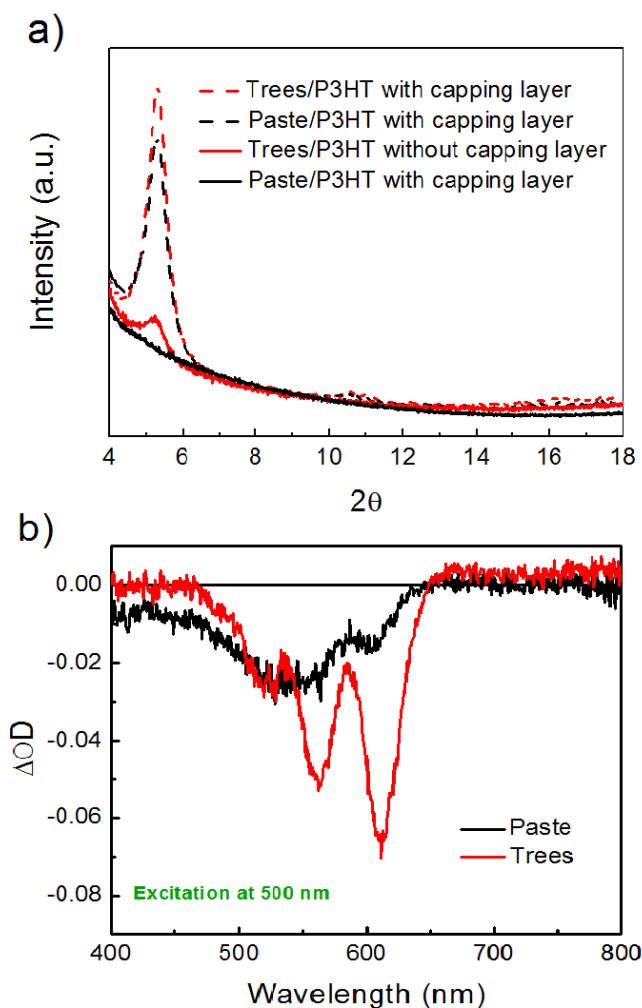 a)
Intensity (a.u.)
Trees/P3HT with capping layer
Paste/P3HT with capping layer
Trees/P3HT without capping layer
Paste/P3HT with capping layer
4 6 8 10 12 14 16 18
2θ
b)
0.00
-0.02
-0.04
-0.06
-0.08
ΔOD
Paste
Trees
Excitation at 500 nm
400 500 600 700 800
Wavelength (nm)